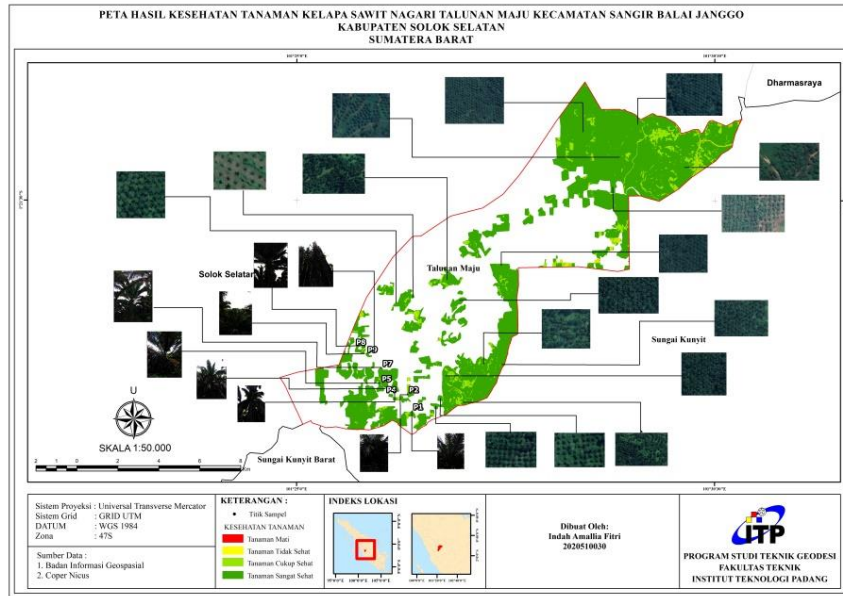 PETA HASIL KESEHATAN TANAMAN KELAPA SAWIT NAGARI TALUNAN MAJU KECAMATAN SANGIR BALAI JANGGO
KABUPATEN SOLOK SELATAN
SUMATERA BARAT
Dharmasraya
Solok Selatan
Talunan Maju
Sungai Kunyit
P8
P9
P7
P5
P4
P2
P1
U
SKALA 1:50.000
Sungai Kunyit Barat
Sistem Proyeksi : Universal Transverse Mercator
Sistem Grid : GRID UTM
DATUM : WGS 1984
Zona : 47S
Sumber Data :
1. Badan Informasi Geospasial
2. Coper Nicus
KETERANGAN :
Titik Sampel
KESEHATAN TANAMAN
Tanaman Mati
Tanaman Tidak Sehat
Tanaman Cukup Sehat
Tanaman Sangat Sehat
INDEKS LOKASI
Dibuat Oleh:
Indah Amallia Fitri
2020510030
ITP
PROGRAM STUDI TEKNIK GEODESI
FAKULTAS TEKNIK
INSTITUT TEKNOLOGI PADANG